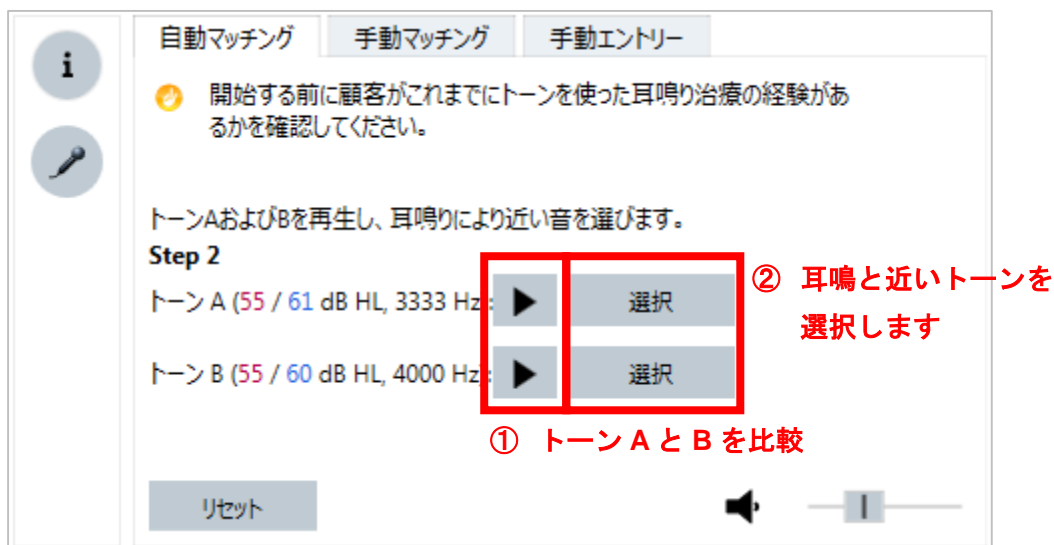 i
自動マッチング
手動マッチング
手動エントリー
開始する前に顧客がこれまでにトーンを使った耳鳴り治療の経験があ
るかを確認してください。
トーンAおよびBを再生し、耳鳴りにより近い音を選びます。
Step 2
トーン A (55 / 61 dB HL, 3333 Hz): 選択
トーン B (55 / 60 dB HL, 4000 Hz): 選択
② 耳鳴と近いトーンを
選択します
① トーン A と B を比較
リセット